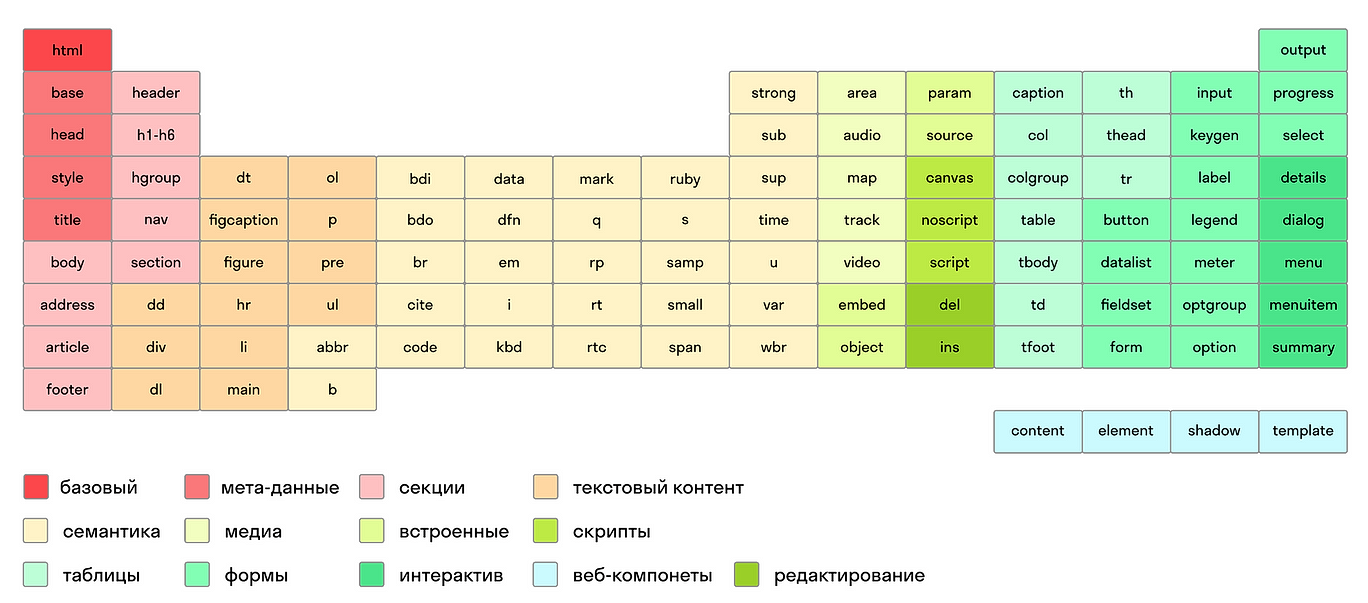 html output
base header strong area param caption th input progress
head h1-h6 sub audio source col thead keygen select
style hgroup dt ol bdi data mark ruby sup map canvas colgroup tr label details
title nav figcaption p bdo dfn q s time track noscript table button legend dialog
body section figure pre br em rp samp u video script tbody datalist meter menu
address dd hr ul cite i rt small var embed del td fieldset optgroup menuitem
article div li abbr code kbd rtc span wbr object ins tfoot form option summary
footer dl main b
content element shadow template
базовый мета-данные секции текстовый контент
семантика медиа встроенные скрипты
таблицы формы интерактив веб-компонеты редактирование